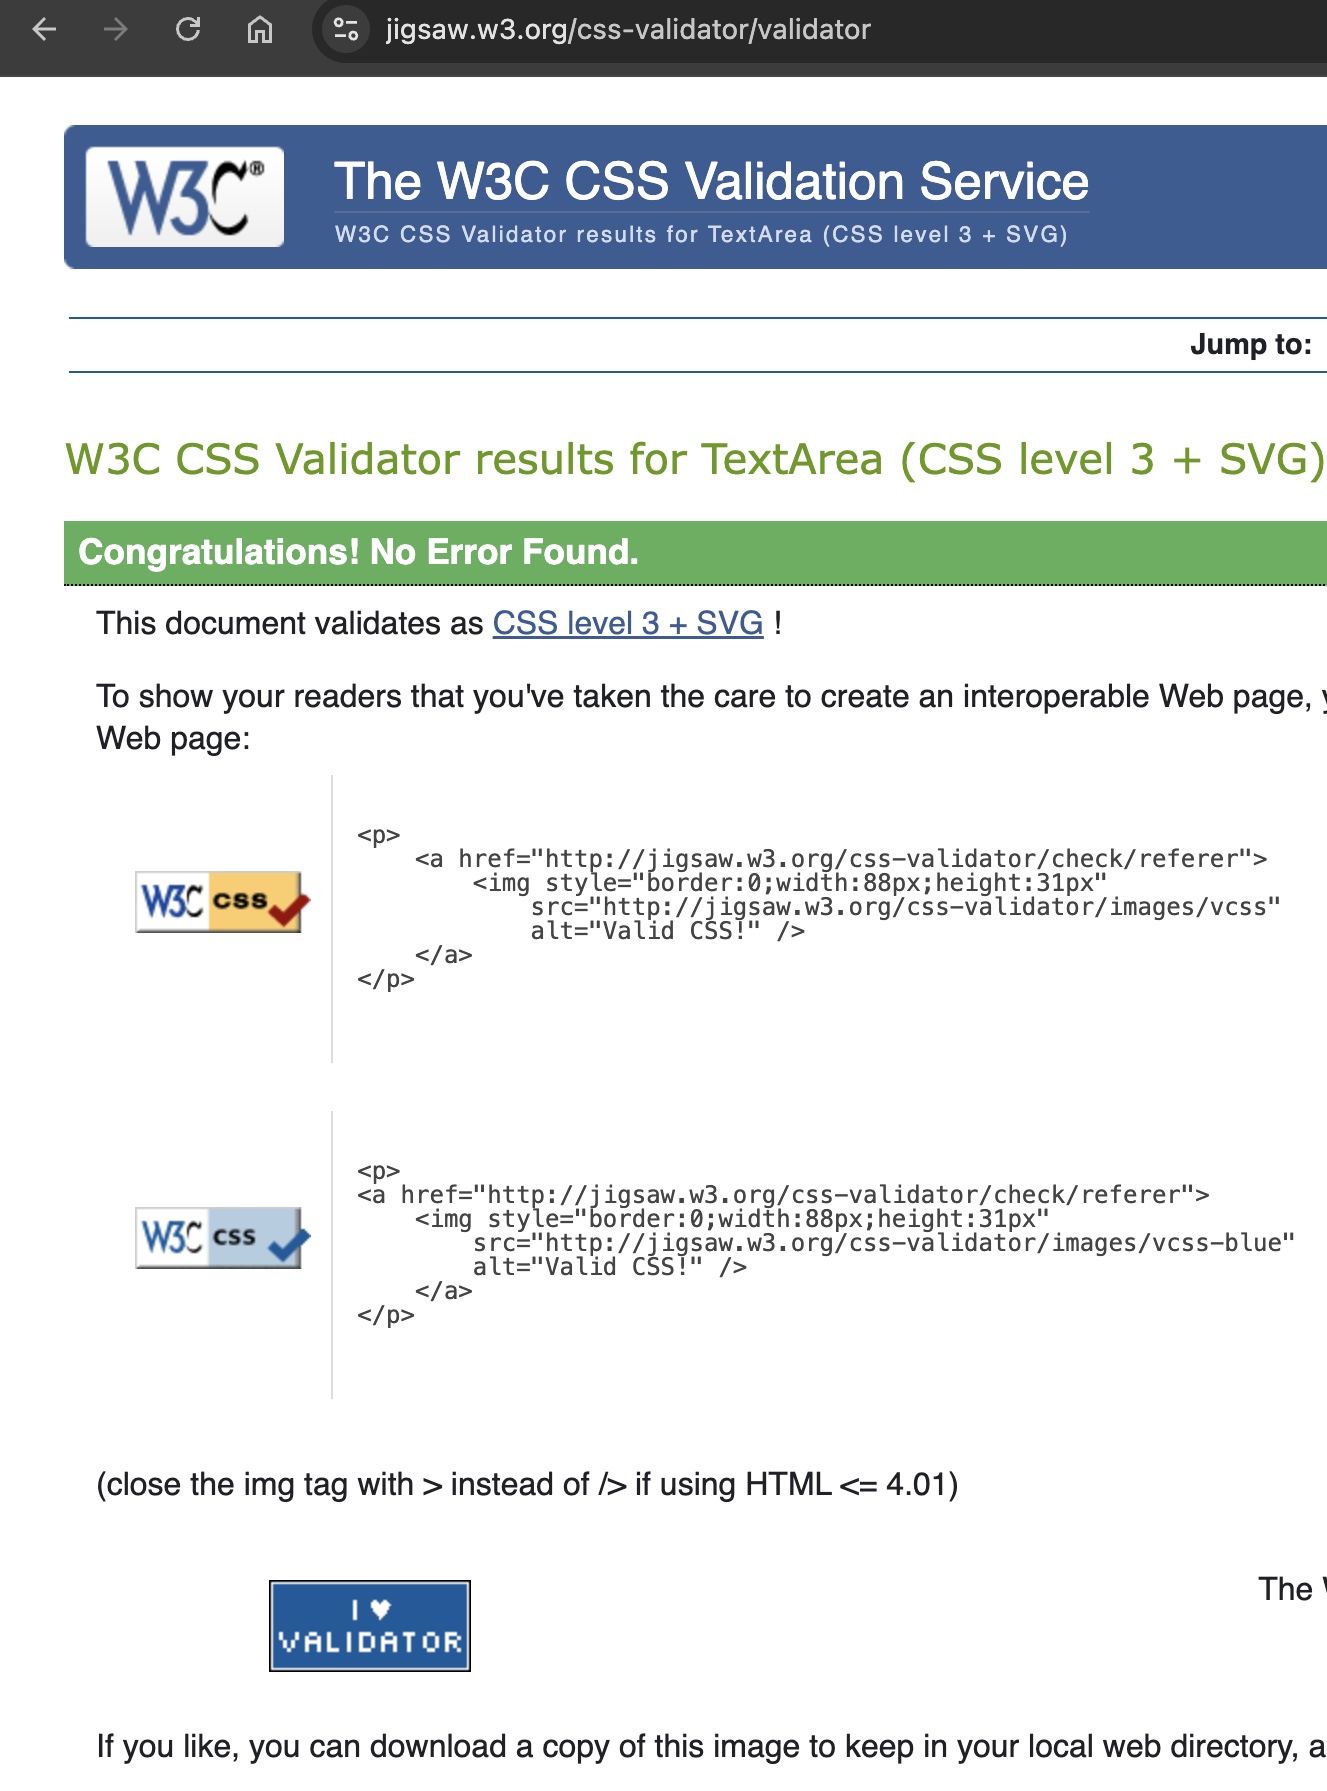 jigsaw.w3.org/css-validator/validator
W3C®
The W3C CSS Validation Service
W3C CSS Validator results for TextArea (CSS level 3 + SVG)
Jump to:
W3C CSS Validator results for TextArea (CSS level 3 + SVG)
Congratulations! No Error Found.
This document validates as CSS level 3 + SVG !
To show your readers that you've taken the care to create an interoperable Web page,
Web page:
W3C css
<p>
<a href="http://jigsaw.w3.org/css-validator/check/referer">
<img style="border:0;width:88px;height:31px"
src="http://jigsaw.w3.org/css-validator/images/vcss"
alt="Valid CSS!" />
</a>
</p>
W3C css
<p>
<a href="http://jigsaw.w3.org/css-validator/check/referer">
<img style="border:0;width:88px;height:31px"
src="http://jigsaw.w3.org/css-validator/images/vcss-blue"
alt="Valid CSS!" />
</a>
</p>
(close the img tag with > instead of /> if using HTML <= 4.01)
I ♥
VALIDATOR
The
If you like, you can download a copy of this image to keep in your local web directory, a